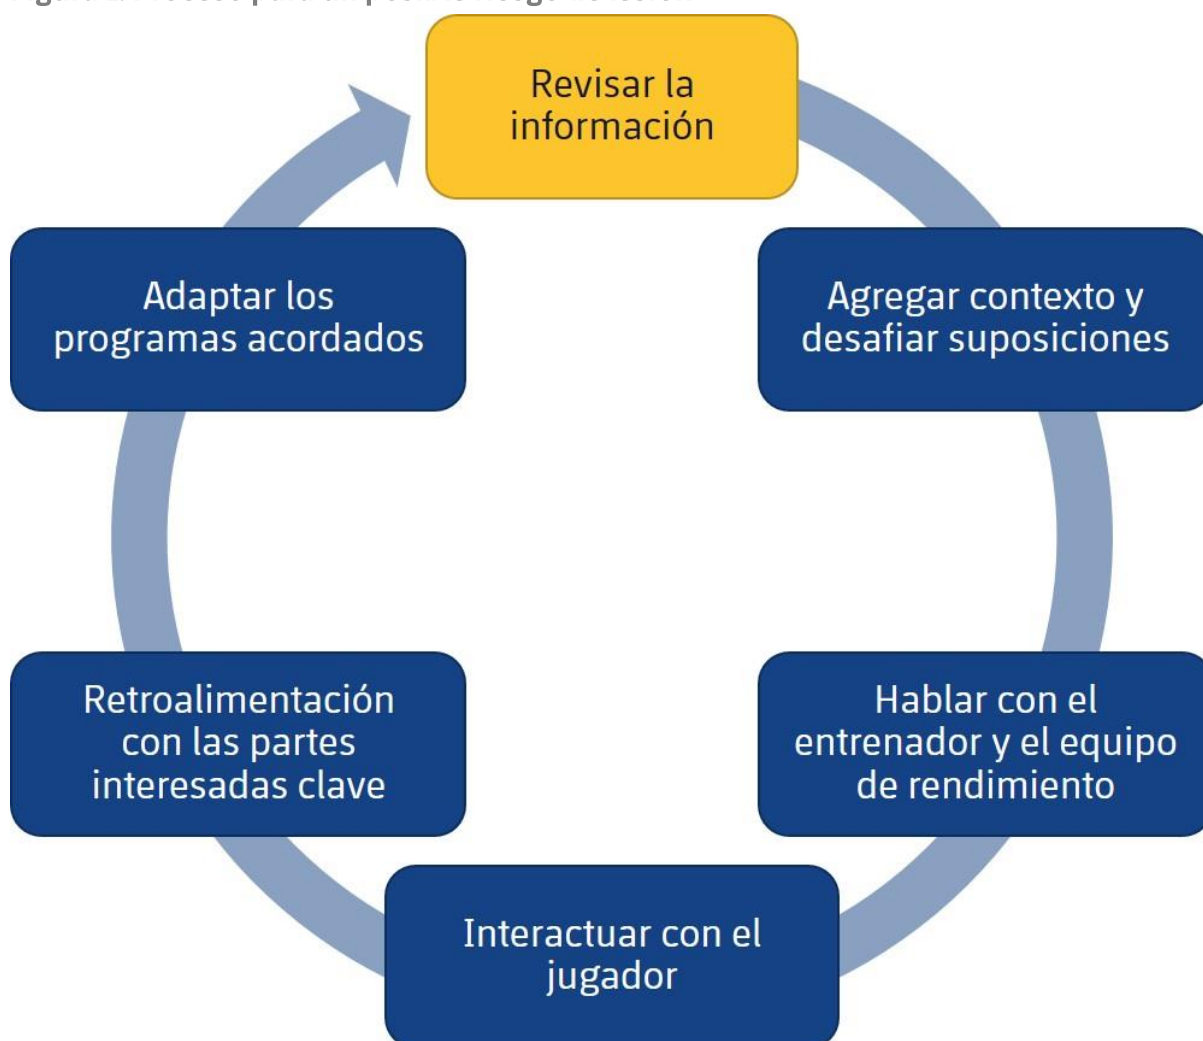 Revisar la
información
Agregar contexto y
desafiar suposiciones
Hablar con el
entrenador y el equipo
de rendimiento
Interactuar con el
jugador
Retroalimentación
con las partes
interesadas clave
Adaptar los
programas acordados